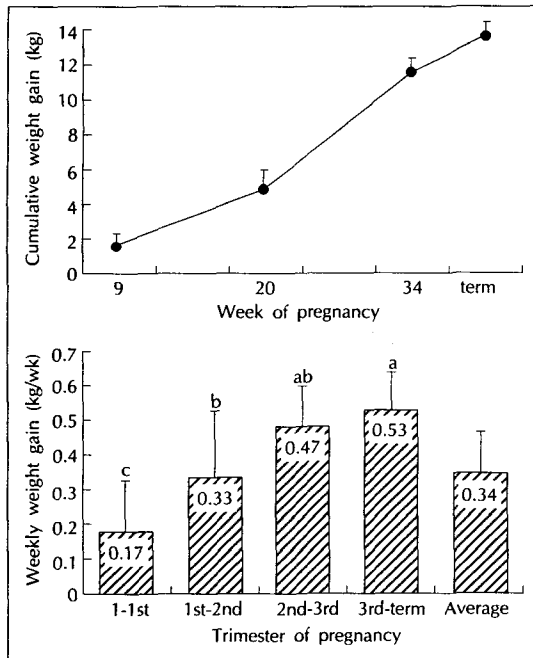 Cumulative weight gain (kg)
14
12
10
8
6
4
2
0
9 20 34 term
Week of pregnancy
Weekly weight gain (kg/wk)
0.7
0.6
0.5
0.4
0.3
0.2
0.1
0
c b ab a
0.17 0.33 0.47 0.53 0.34
1-1st 1st-2nd 2nd-3rd 3rd-term Average
Trimester of pregnancy